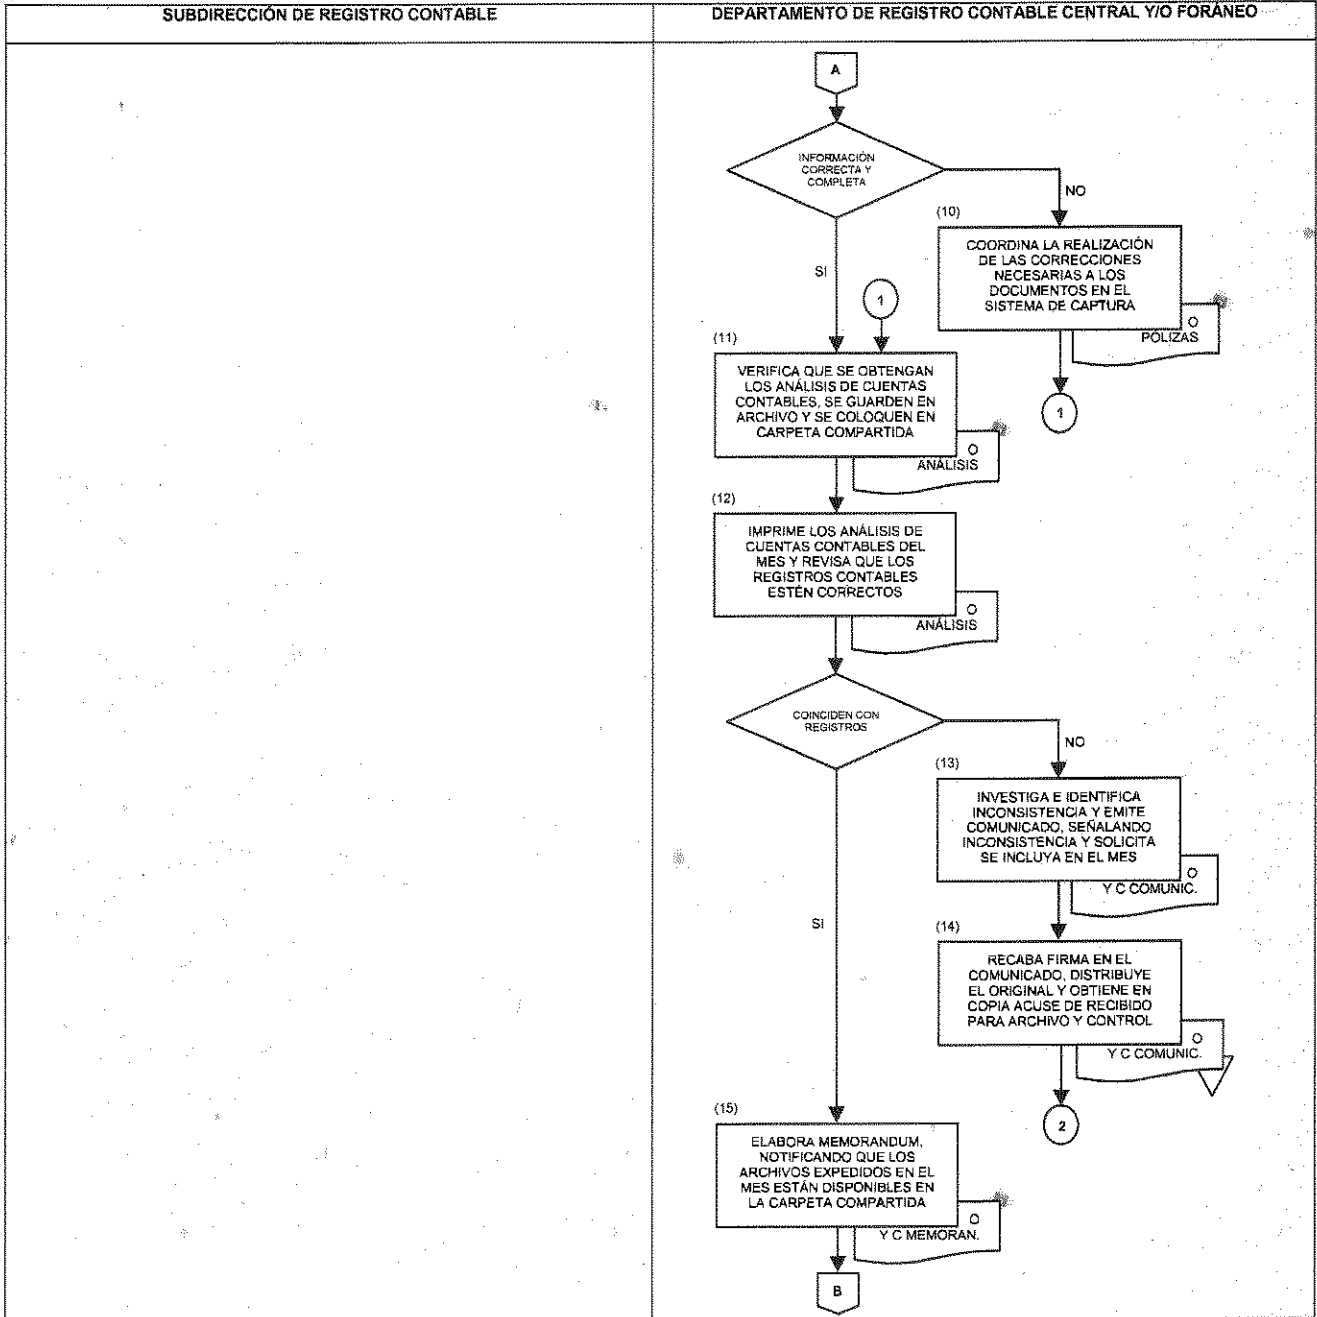 SUBDIRECCIÓN DE REGISTRO CONTABLE
DEPARTAMENTO DE REGISTRO CONTABLE CENTRAL Y/O FORÁNEO
A
INFORMACIÓN
CORRECTA Y
COMPLETA
NO
(10)
COORDINA LA REALIZACIÓN
DE LAS CORRECCIONES
NECESARIAS A LOS
DOCUMENTOS EN EL
SISTEMA DE CAPTURA
O
PÓLIZAS
1
SI
1
(11)
VERIFICA QUE SE OBTENGAN
LOS ANÁLISIS DE CUENTAS
CONTABLES, SE GUARDEN EN
ARCHIVO Y SE COLOQUEN EN
CARPETA COMPARTIDA
O
ANÁLISIS
(12)
IMPRIME LOS ANÁLISIS DE
CUENTAS CONTABLES DEL
MES Y REVISA QUE LOS
REGISTROS CONTABLES
ESTÉN CORRECTOS
O
ANÁLISIS
COINCIDEN CON
REGISTROS
NO
(13)
INVESTIGA E IDENTIFICA
INCONSISTENCIA Y EMITE
COMUNICADO, SEÑALANDO
INCONSISTENCIA Y SOLICITA
SE INCLUYA EN EL MES
O
Y C COMUNIC.
(14)
RECABA FIRMA EN EL
COMUNICADO, DISTRIBUYE
EL ORIGINAL Y OBTIENE EN
COPIA ACUSE DE RECIBIDO
PARA ARCHIVO Y CONTROL
O
Y C COMUNIC.
2
SI
(15)
ELABORA MEMORANDUM,
NOTIFICANDO QUE LOS
ARCHIVOS EXPEDIDOS EN EL
MES ESTÁN DISPONIBLES EN
LA CARPETA COMPARTIDA
O
Y C MEMORAN.
B